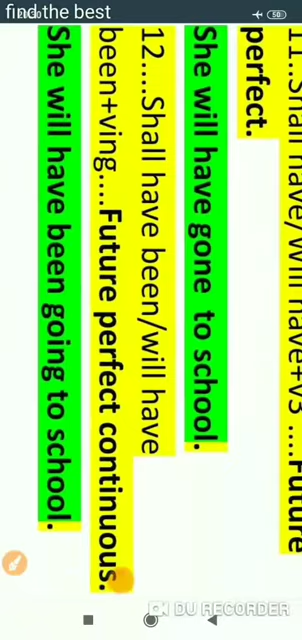 find the best
50
11..Shall have/will have+v3 ....Future
perfect.
She will have gone to school.
12....Shall have been/will have
been+ving....Future perfect continuous.
She will have been going to school.
DU RECORDER